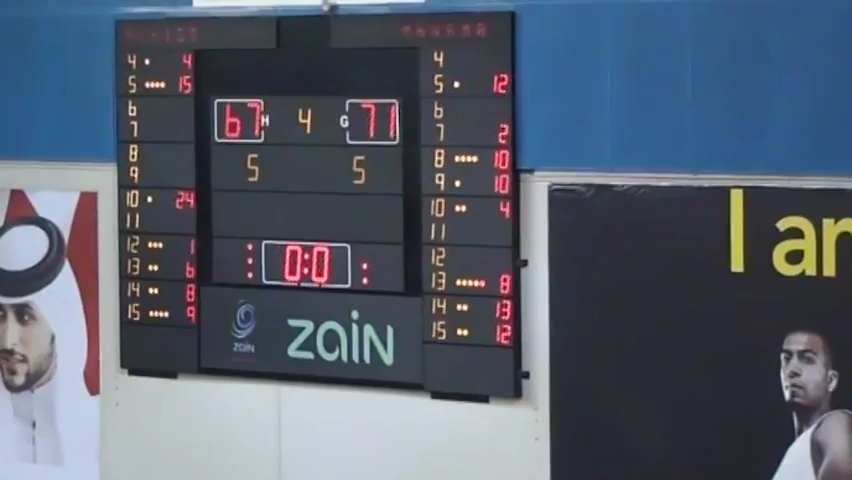 MANAMA
4 • 4
5 •••• 15
6
7
8
9
10 • 24
11
12 ••• 1
13 •• 6
14 •• 8
15 •••• 9
67 H 4 G 71
5 5
0:0
zain
zain
4
5 • 12
6
7 2
8 •••• 10
9 • 10
10 •• 4
11
12
13 ••••• 8
14 •• 13
15 •• 12
I am